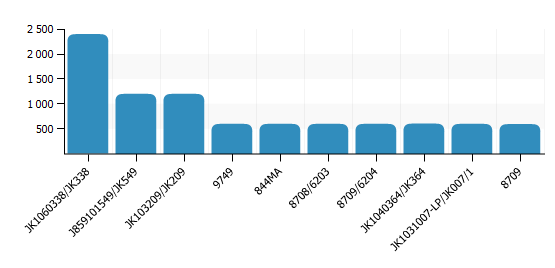 2 500
2 000
1 500
1 000
500
JK1060338/JK338
J859101549/JK549
JK103209/JK209
9749
844MA
8708/6203
8709/6204
JK1040364/JK364
JK1031007-LP/JK007/1
8709